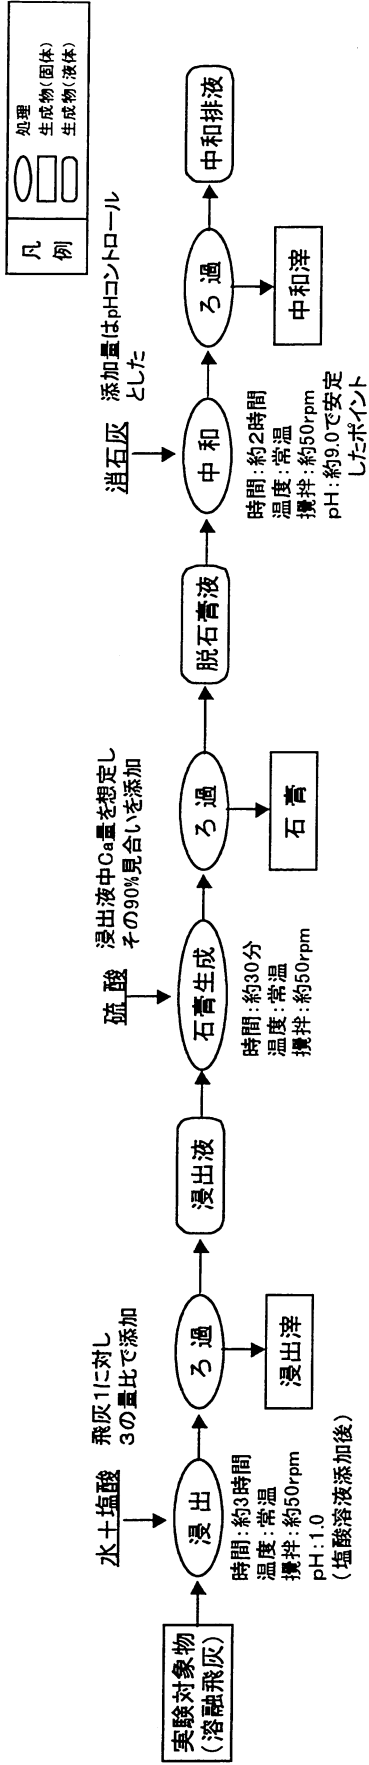 凡例
処理
生成物(固体)
生成物(液体)
実験対象物
(溶融飛灰)
水＋塩酸
飛灰1に対し
3の量比で添加
浸出
時間:約3時間
温度:常温
攪拌:約50rpm
pH:1.0
(塩酸溶液添加後)
ろ過
浸出滓
浸出液
硫酸
浸出液中Ca量を想定し
その90%見合いを添加
石膏生成
時間:約30分
温度:常温
攪拌:約50rpm
ろ過
石膏
脱石膏液
消石灰
添加量はpHコントロール
とした
中和
時間:約2時間
温度:常温
攪拌:約50rpm
pH:約9.0で安定
したポイント
ろ過
中和滓
中和排液